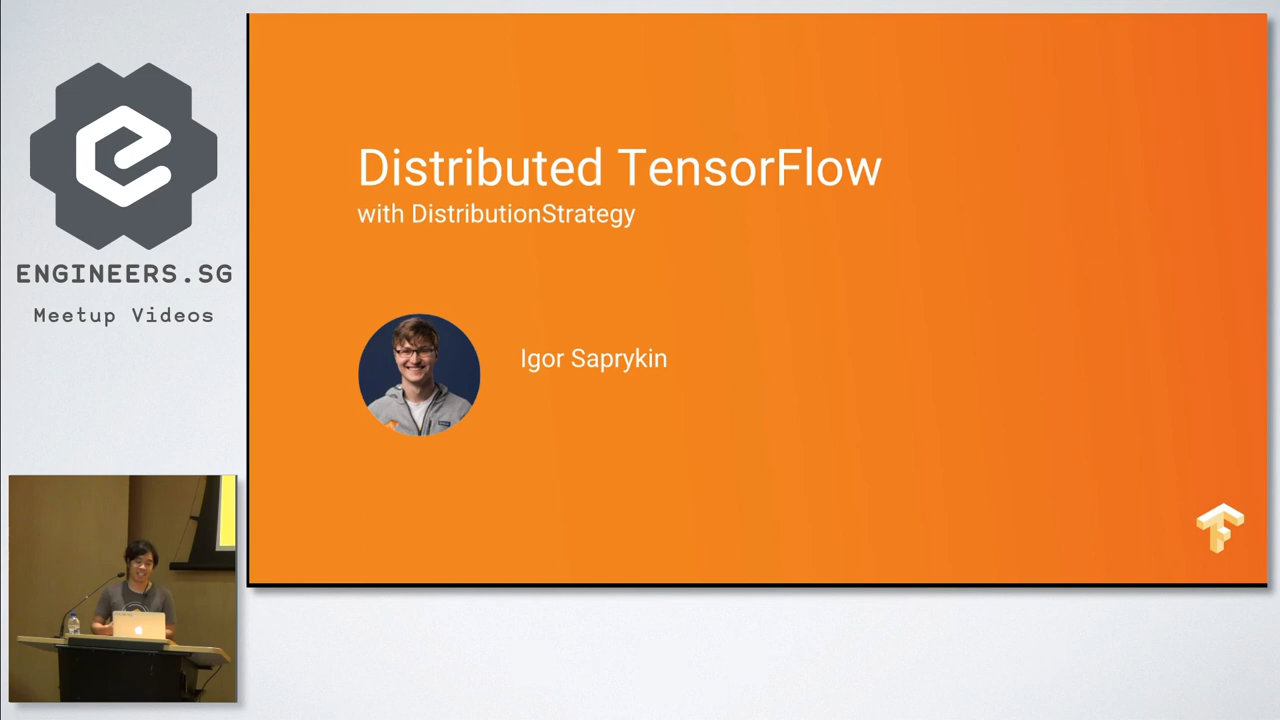 ENGINEERS.SG
Meetup Videos
Distributed TensorFlow
with DistributionStrategy
Igor Saprykin